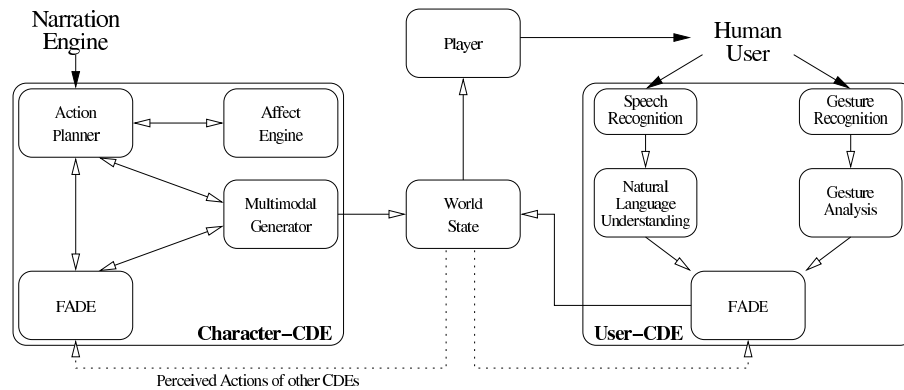 Narration
Engine
Action
Planner
Affect
Engine
Multimodal
Generator
FADE
Character-CDE
Player
World
State
Human
User
Speech
Recognition
Gesture
Recognition
Natural
Language
Understanding
Gesture
Analysis
FADE
User-CDE
Perceived Actions of other CDEs